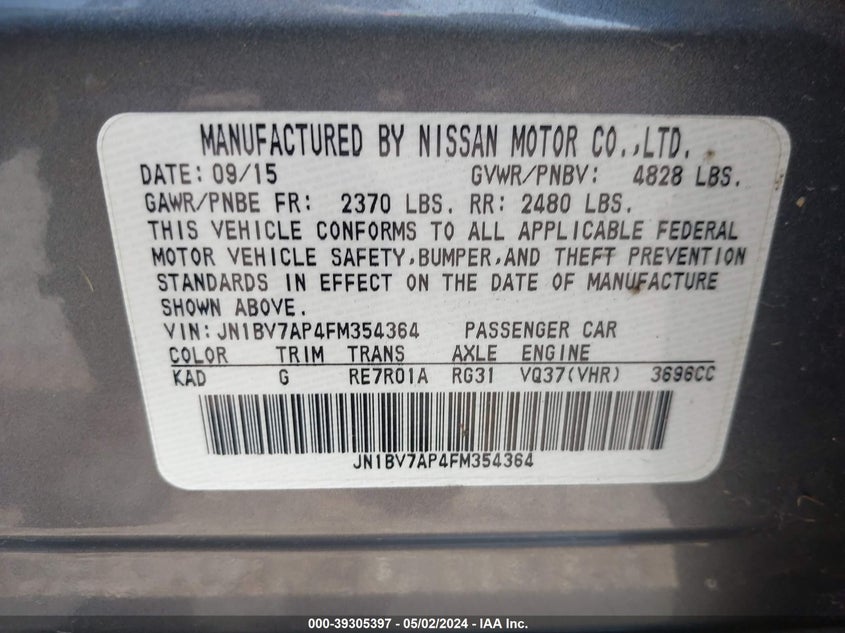 MANUFACTURED BY NISSAN MOTOR CO.,LTD.
DATE: 09/15 GVWR/PNBV: 4828 LBS.
GAWR/PNBE FR: 2370 LBS. RR: 2480 LBS.
THIS VEHICLE CONFORMS TO ALL APPLICABLE FEDERAL
MOTOR VEHICLE SAFETY,BUMPER,AND THEFT PREVENTION
STANDARDS IN EFFECT ON THE DATE OF MANUFACTURE
SHOWN ABOVE.
VIN:JN1BV7AP4FM354364 PASSENGER CAR
COLOR TRIM TRANS AXLE ENGINE
KAD G RE7R01A RG31 VQ37(VHR) 3696CC
JN1BV7AP4FM354364
000-39305397 - 05/02/2024 - IAA Inc.